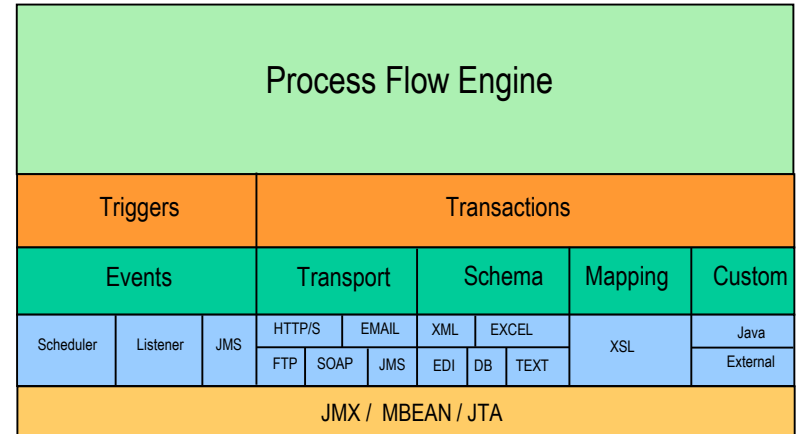 Process Flow Engine
Triggers Transactions
Events Transport Schema Mapping Custom
HTTP/S EMAIL XML EXCEL Java
Scheduler Listener JMS XSL
FTP SOAP JMS EDI DB TEXT External
JMX / MBEAN / JTA